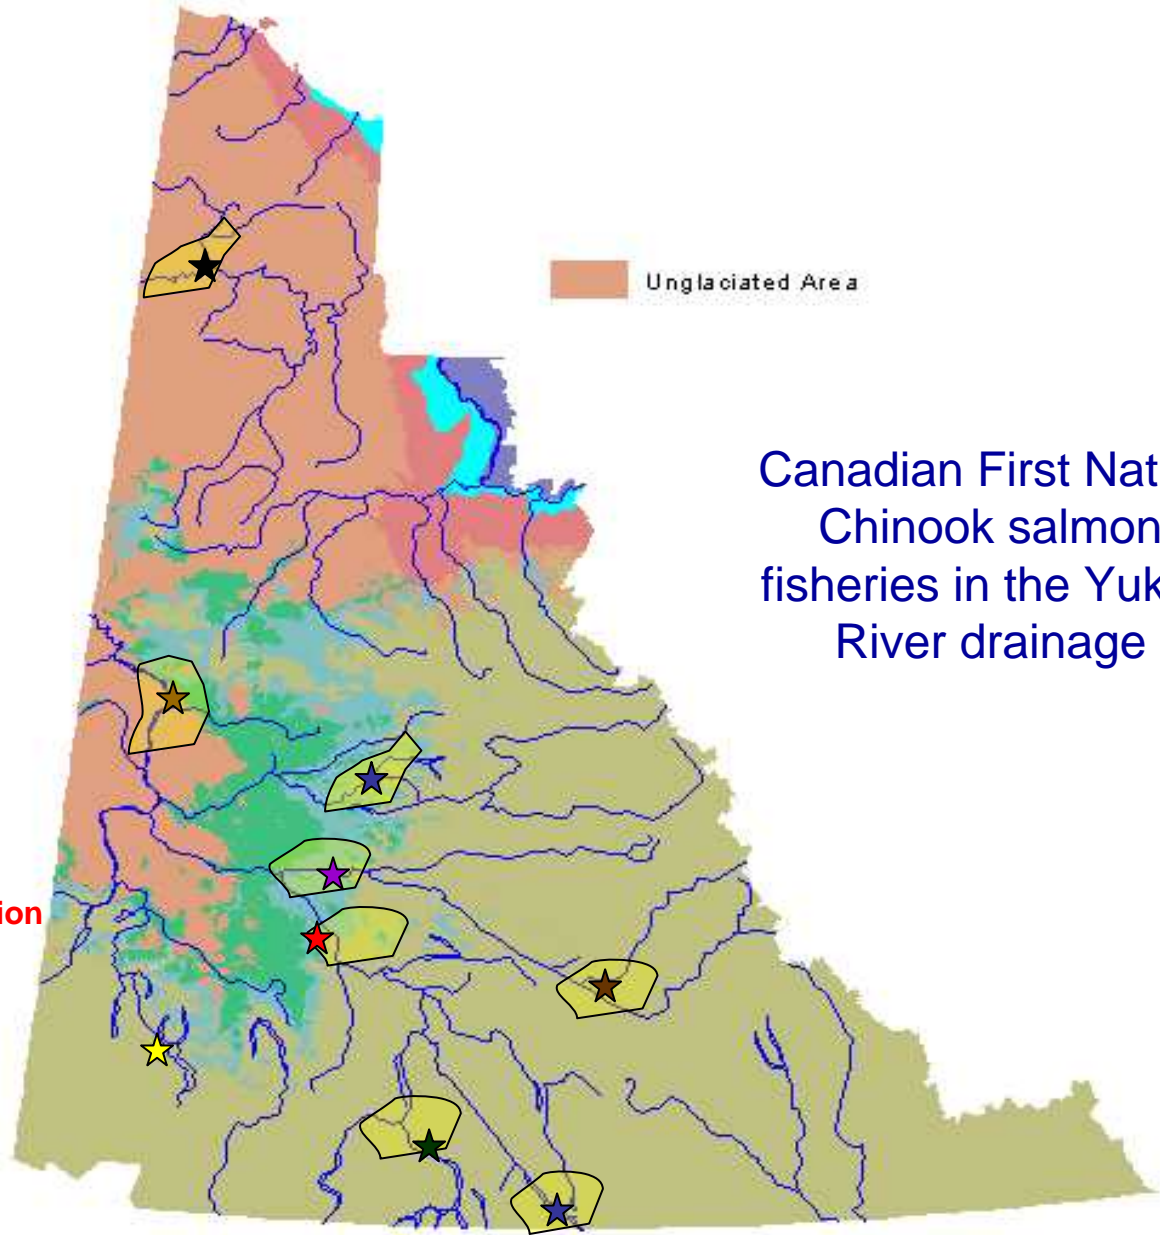 Unglaciated Area
Canadian First Nat
Chinook salmon
fisheries in the Yuk
River drainage
ion